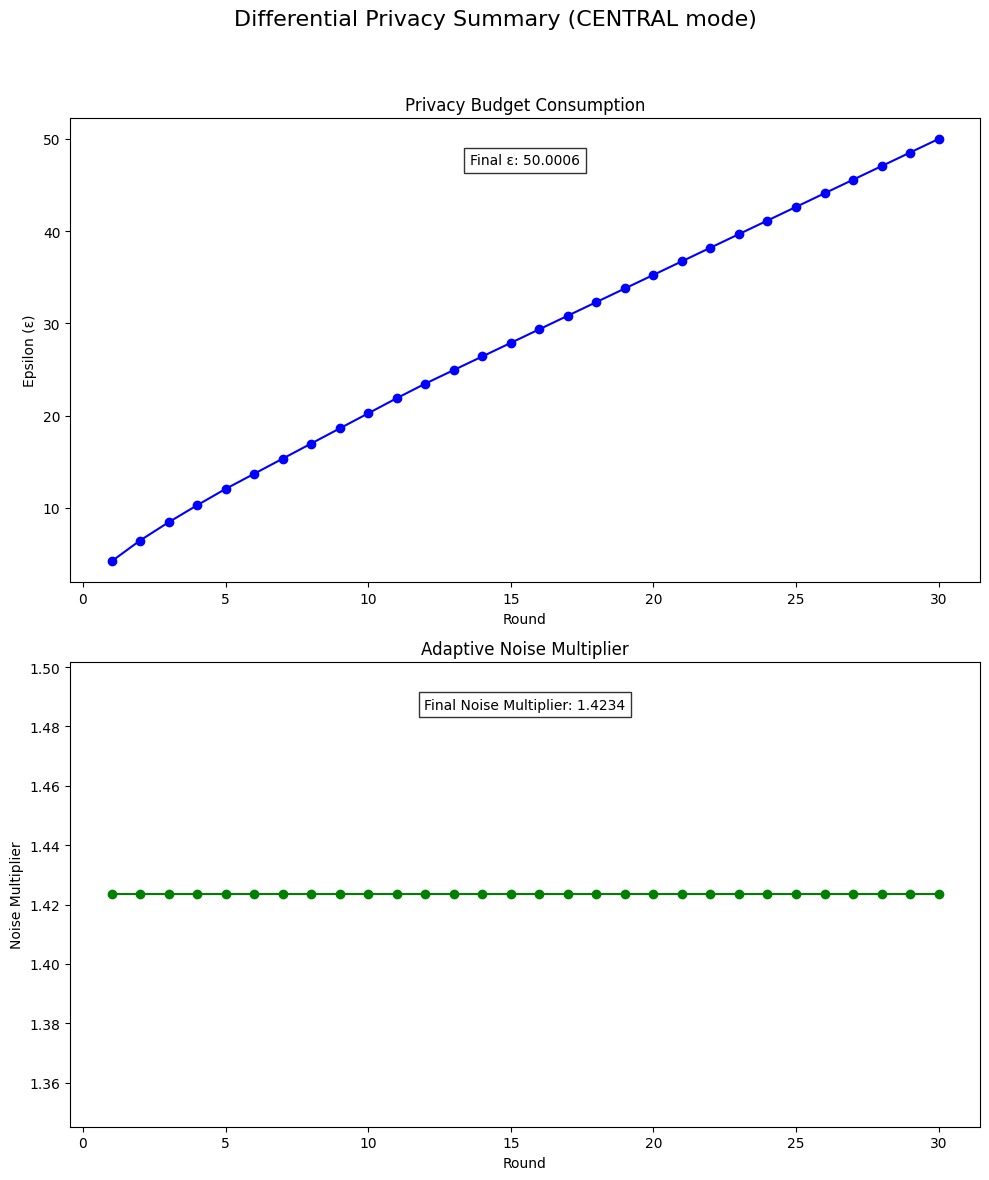 Differential Privacy Summary (CENTRAL mode)
Privacy Budget Consumption
Final ε: 50.0006
50
40
30
20
10
Epsilon (ε)
0 5 10 15 20 25 30
Round
Adaptive Noise Multiplier
Final Noise Multiplier: 1.4234
1.50
1.48
1.46
1.44
1.42
1.40
1.38
1.36
Noise Multiplier
0 5 10 15 20 25 30
Round